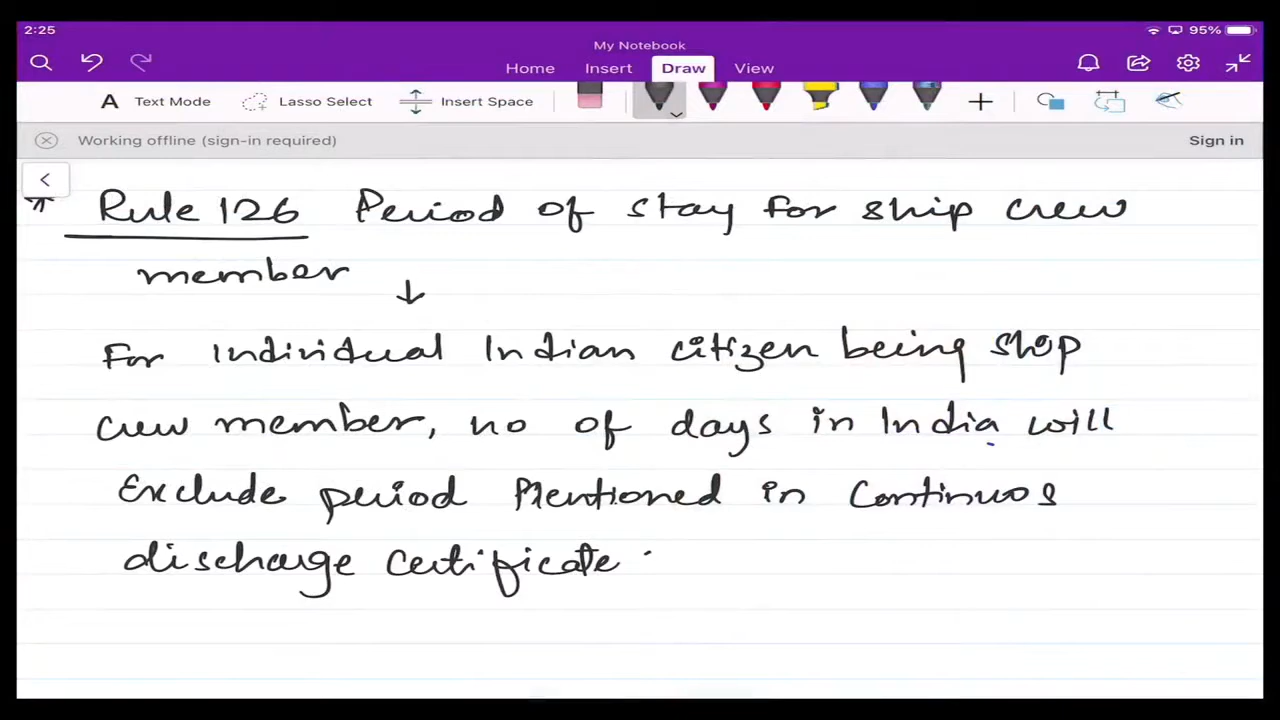 2:25
95%
My Notebook
Home Insert Draw View
Text Mode Lasso Select Insert Space
Working offline (sign-in required) Sign in
Rule 126 Period of stay for ship crew
member
For individual Indian citizen being ship
crew member, no of days in India will
Exclude period Mentioned in Continuos
discharge certificate.